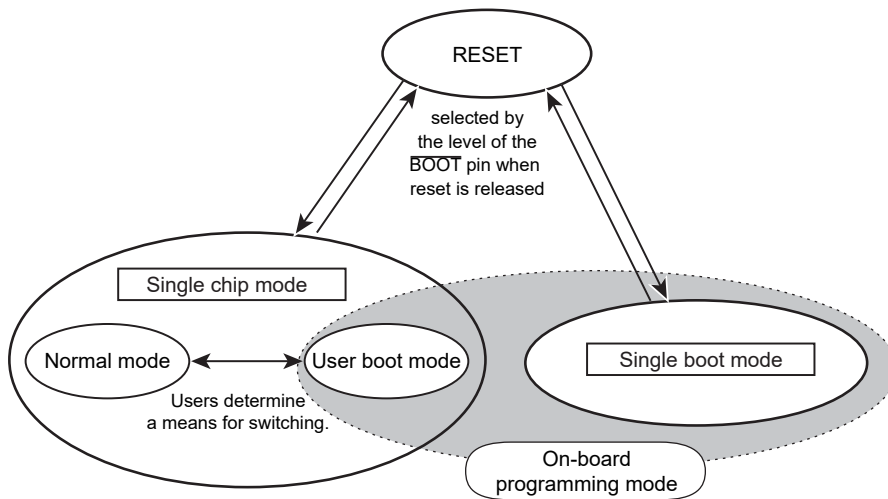 RESET
selected by
the level of the
BOOT pin when
reset is released
Single chip mode
Normal mode
User boot mode
Single boot mode
Users determine
a means for switching.
On-board
programming mode